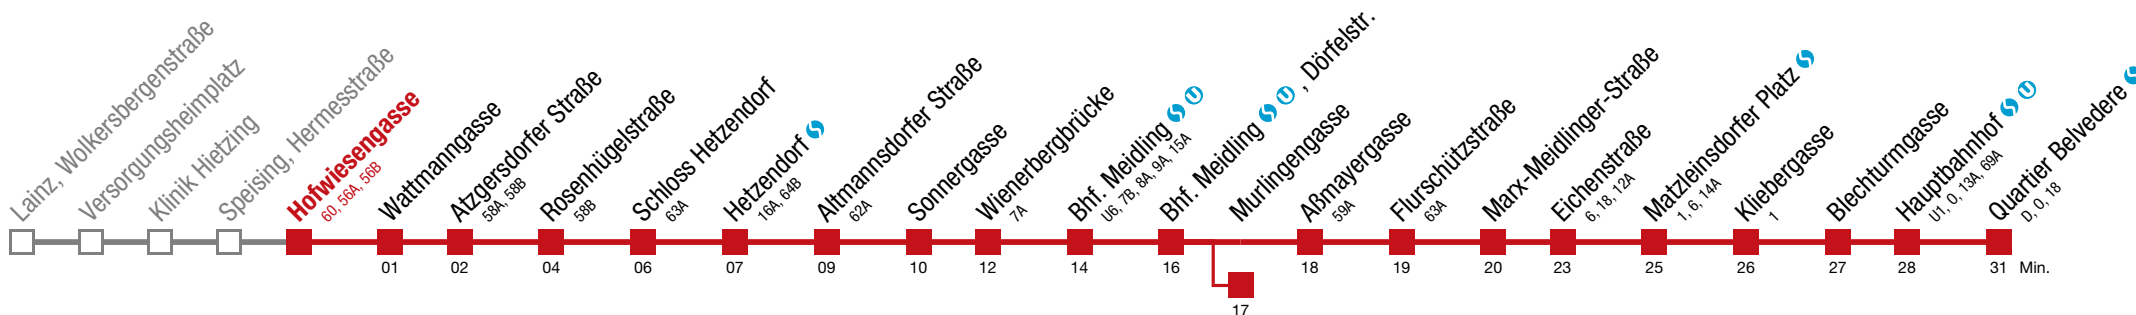 Lainz, Wolkersbergenstraße
Versorgungsheimplatz
Klinik Hietzing
Speising, Hermesstraße
Hofwiesengasse
60, 56A, 56B
Wattmanngasse
01
Atzgersdorfer Straße
58A, 58B
02
Rosenhügelstraße
58B
04
Schloss Hetzendorf
63A
06
Hetzendorf S
16A, 64B
07
Altmannsdorfer Straße
62A
09
Sonnergasse
10
Wienerbergbrücke
7A
12
Bhf. Meidling S U
U6, 7B, 8A, 9A, 15A
14
Bhf. Meidling S U , Dörfelstr.
16
Murlingengasse
17
Aßmayergasse
59A
18
Flurschützstraße
63A
19
Marx-Meidlinger-Straße
20
Eichenstraße
6, 18, 12A
23
Matzleinsdorfer Platz S
1, 6, 14A
25
Kliebergasse
1
26
Blechturmgasse
27
Hauptbahnhof S U
U1, O, 13A, 69A
28
Quartier Belvedere S
D, O, 18
31 Min.